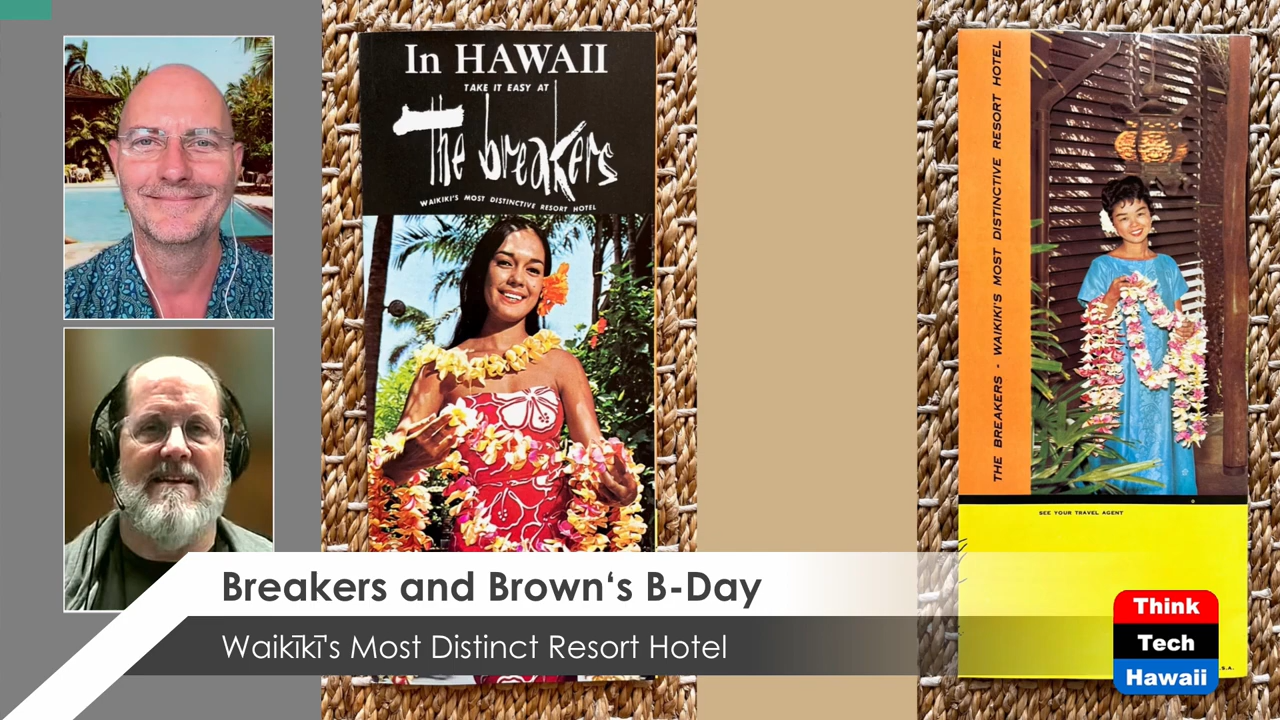 In HAWAII
TAKE IT EASY AT
The breakers
WAIKIKI'S MOST DISTINCTIVE RESORT HOTEL
THE BREAKERS - WAIKIKI'S MOST DISTINCTIVE RESORT HOTEL
SEE YOUR TRAVEL AGENT
Breakers and Brown‘s B-Day
Waikīkī's Most Distinct Resort Hotel
Think
Tech
Hawaii
S.A.